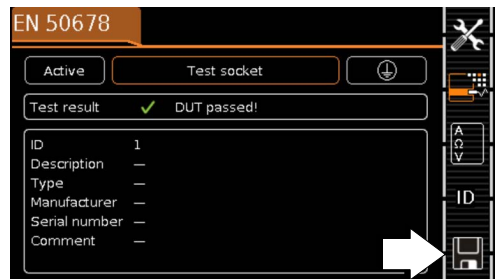 EN 50678
Active Test socket
Test result ✓ DUT passed!
ID 1
Description —
Type —
Manufacturer —
Serial number —
Comment —
A
Ω
V
ID